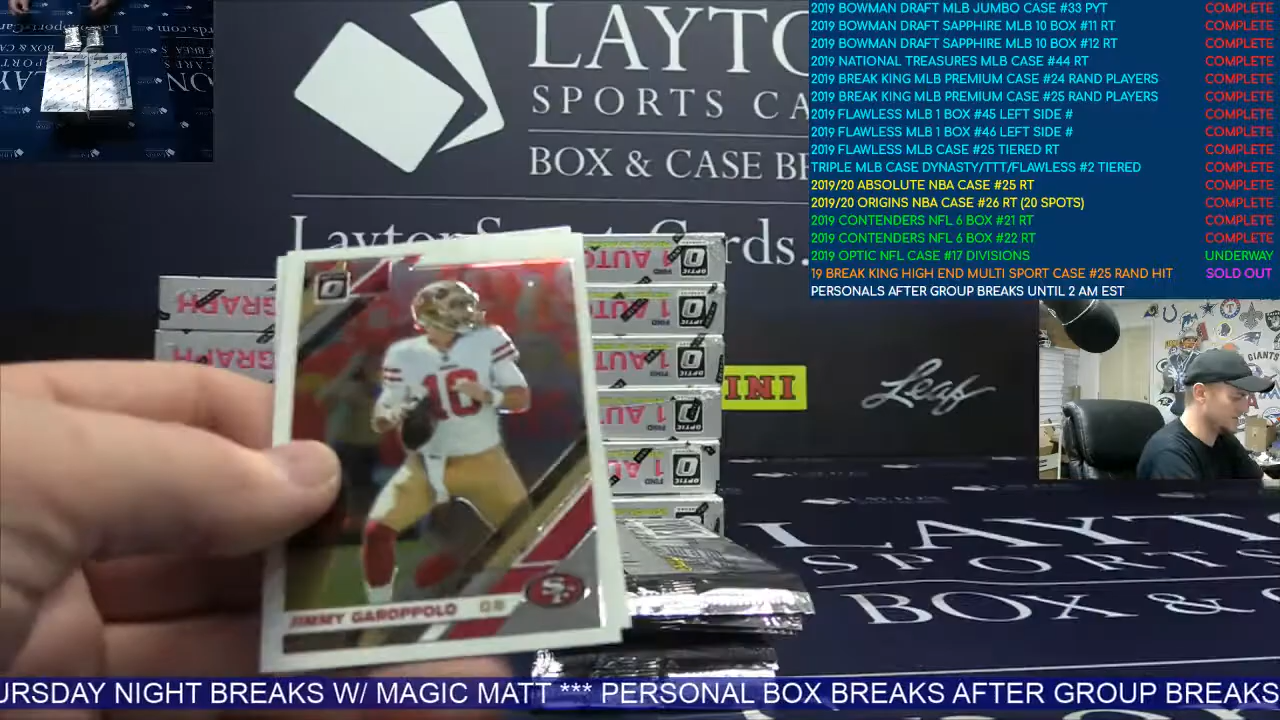 LAYTO
SPORTS CA
BOX & CASE BE
2019 BOWMAN DRAFT MLB JUMBO CASE #33 PYT COMPLETE
2019 BOWMAN DRAFT SAPPHIRE MLB 10 BOX #11 RT COMPLETE
2019 BOWMAN DRAFT SAPPHIRE MLB 10 BOX #12 RT COMPLETE
2019 NATIONAL TREASURES MLB CASE #44 RT COMPLETE
2019 BREAK KING MLB PREMIUM CASE #24 RAND PLAYERS COMPLETE
2019 BREAK KING MLB PREMIUM CASE #25 RAND PLAYERS COMPLETE
2019 FLAWLESS MLB 1 BOX #45 LEFT SIDE # COMPLETE
2019 FLAWLESS MLB 1 BOX #46 LEFT SIDE # COMPLETE
2019 FLAWLESS MLB CASE #25 TIERED RT COMPLETE
TRIPLE MLB CASE DYNASTY/TTT/FLAWLESS #2 TIERED COMPLETE
2019/20 ABSOLUTE NBA CASE #25 RT COMPLETE
2019/20 ORIGINS NBA CASE #26 RT (20 SPOTS) COMPLETE
2019 CONTENDERS NFL 6 BOX #21 RT COMPLETE
2019 CONTENDERS NFL 6 BOX #22 RT COMPLETE
2019 OPTIC NFL CASE #17 DIVISIONS UNDERWAY
19 BREAK KING HIGH END MULTI SPORT CASE #25 RAND HIT SOLD OUT
PERSONALS AFTER GROUP BREAKS UNTIL 2 AM EST
10
JIMMY GAROPPOLO QB
SF
INI
Leaf
GIANTS
LAYTON
SPORTS
BOX &
URSDAY NIGHT BREAKS W/ MAGIC MATT *** PERSONAL BOX BREAKS AFTER GROUP BREAKS